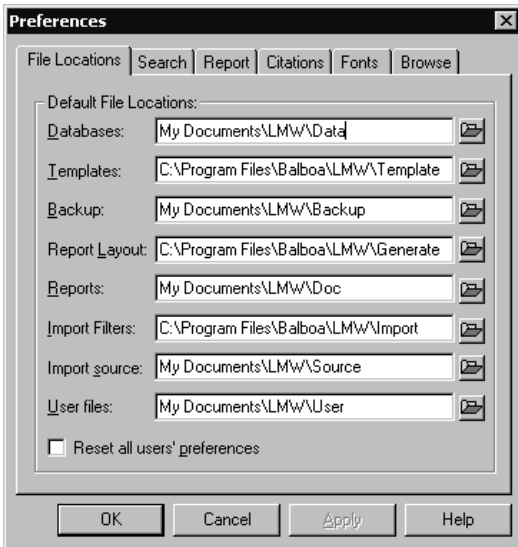 Preferences
File Locations Search Report Citations Fonts Browse
Default File Locations:
Databases: My Documents\LMW\Data
Templates: C:\Program Files\Balboa\LMW\Template
Backup: My Documents\LMW\Backup
Report Layout: C:\Program Files\Balboa\LMW\Generate
Reports: My Documents\LMW\Doc
Import Filters: C:\Program Files\Balboa\LMW\Import
Import source: My Documents\LMW\Source
User files: My Documents\LMW\User
Reset all users' preferences
OK Cancel Apply Help